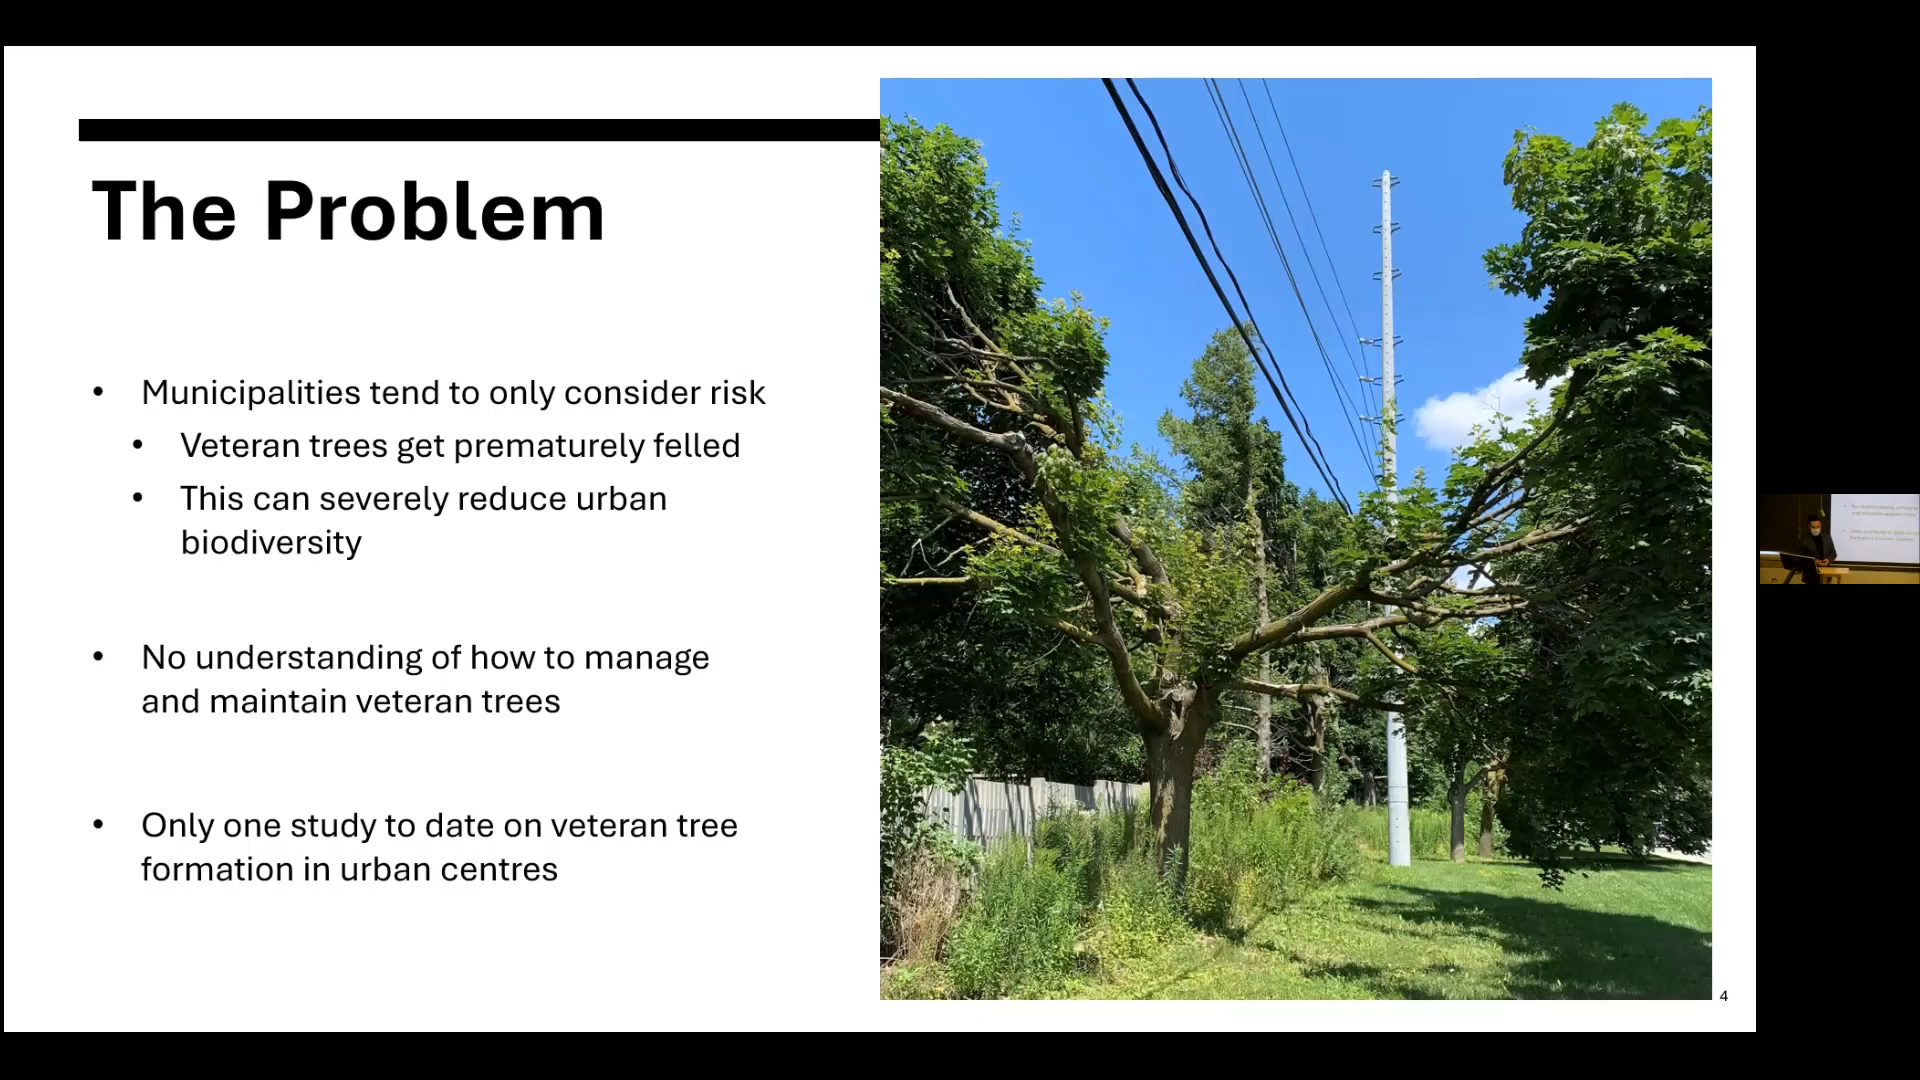 The Problem
• Municipalities tend to only consider risk
• Veteran trees get prematurely felled
• This can severely reduce urban
biodiversity
• No understanding of how to manage
and maintain veteran trees
• Only one study to date on veteran tree
formation in urban centres
4